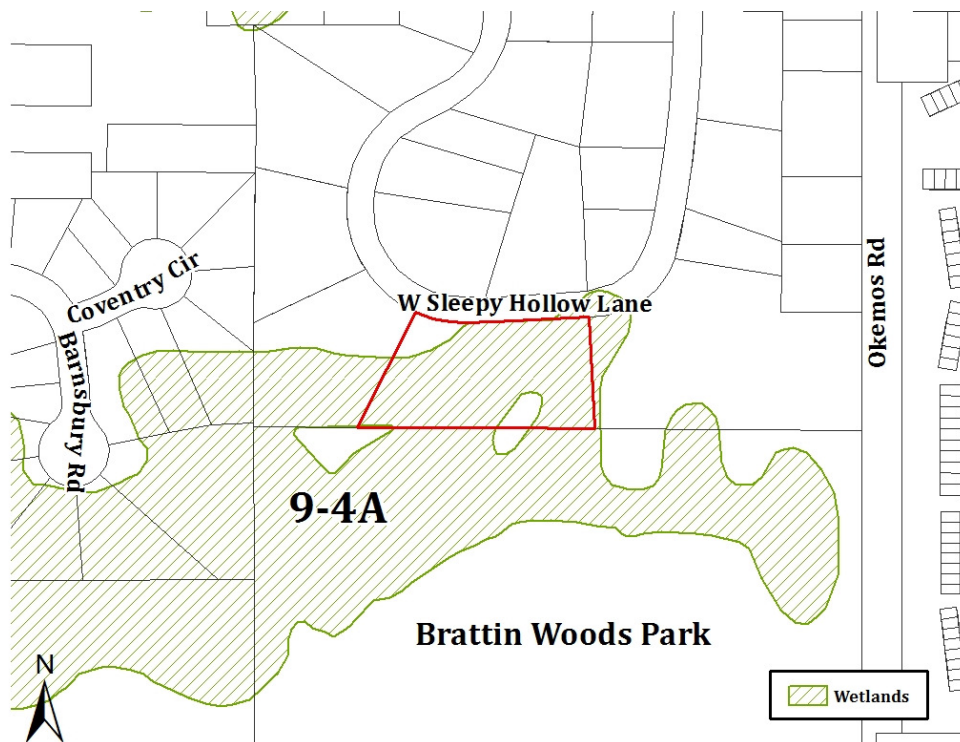 Coventry Cir
W Sleepy Hollow Lane
Okemos Rd
Barnsbury Rd
9-4A
Brattin Woods Park
N
Wetlands